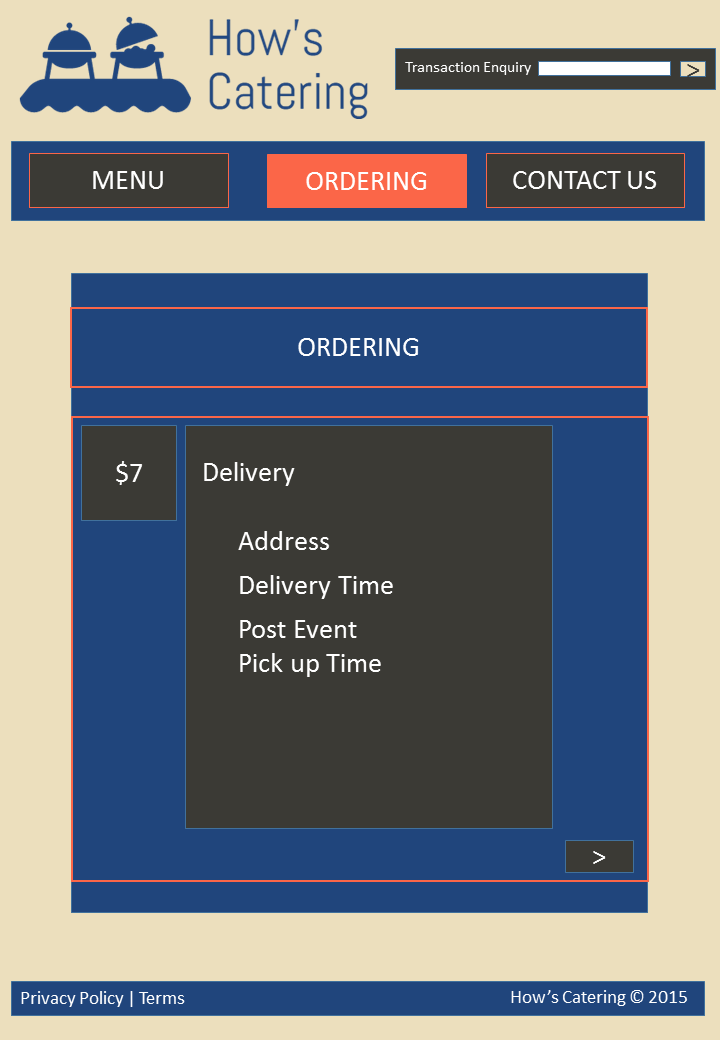 How's
Catering
Transaction Enquiry
>
MENU
ORDERING
CONTACT US
ORDERING
$7
Delivery
Address
Delivery Time
Post Event
Pick up Time
>
Privacy Policy | Terms
How’s Catering © 2015